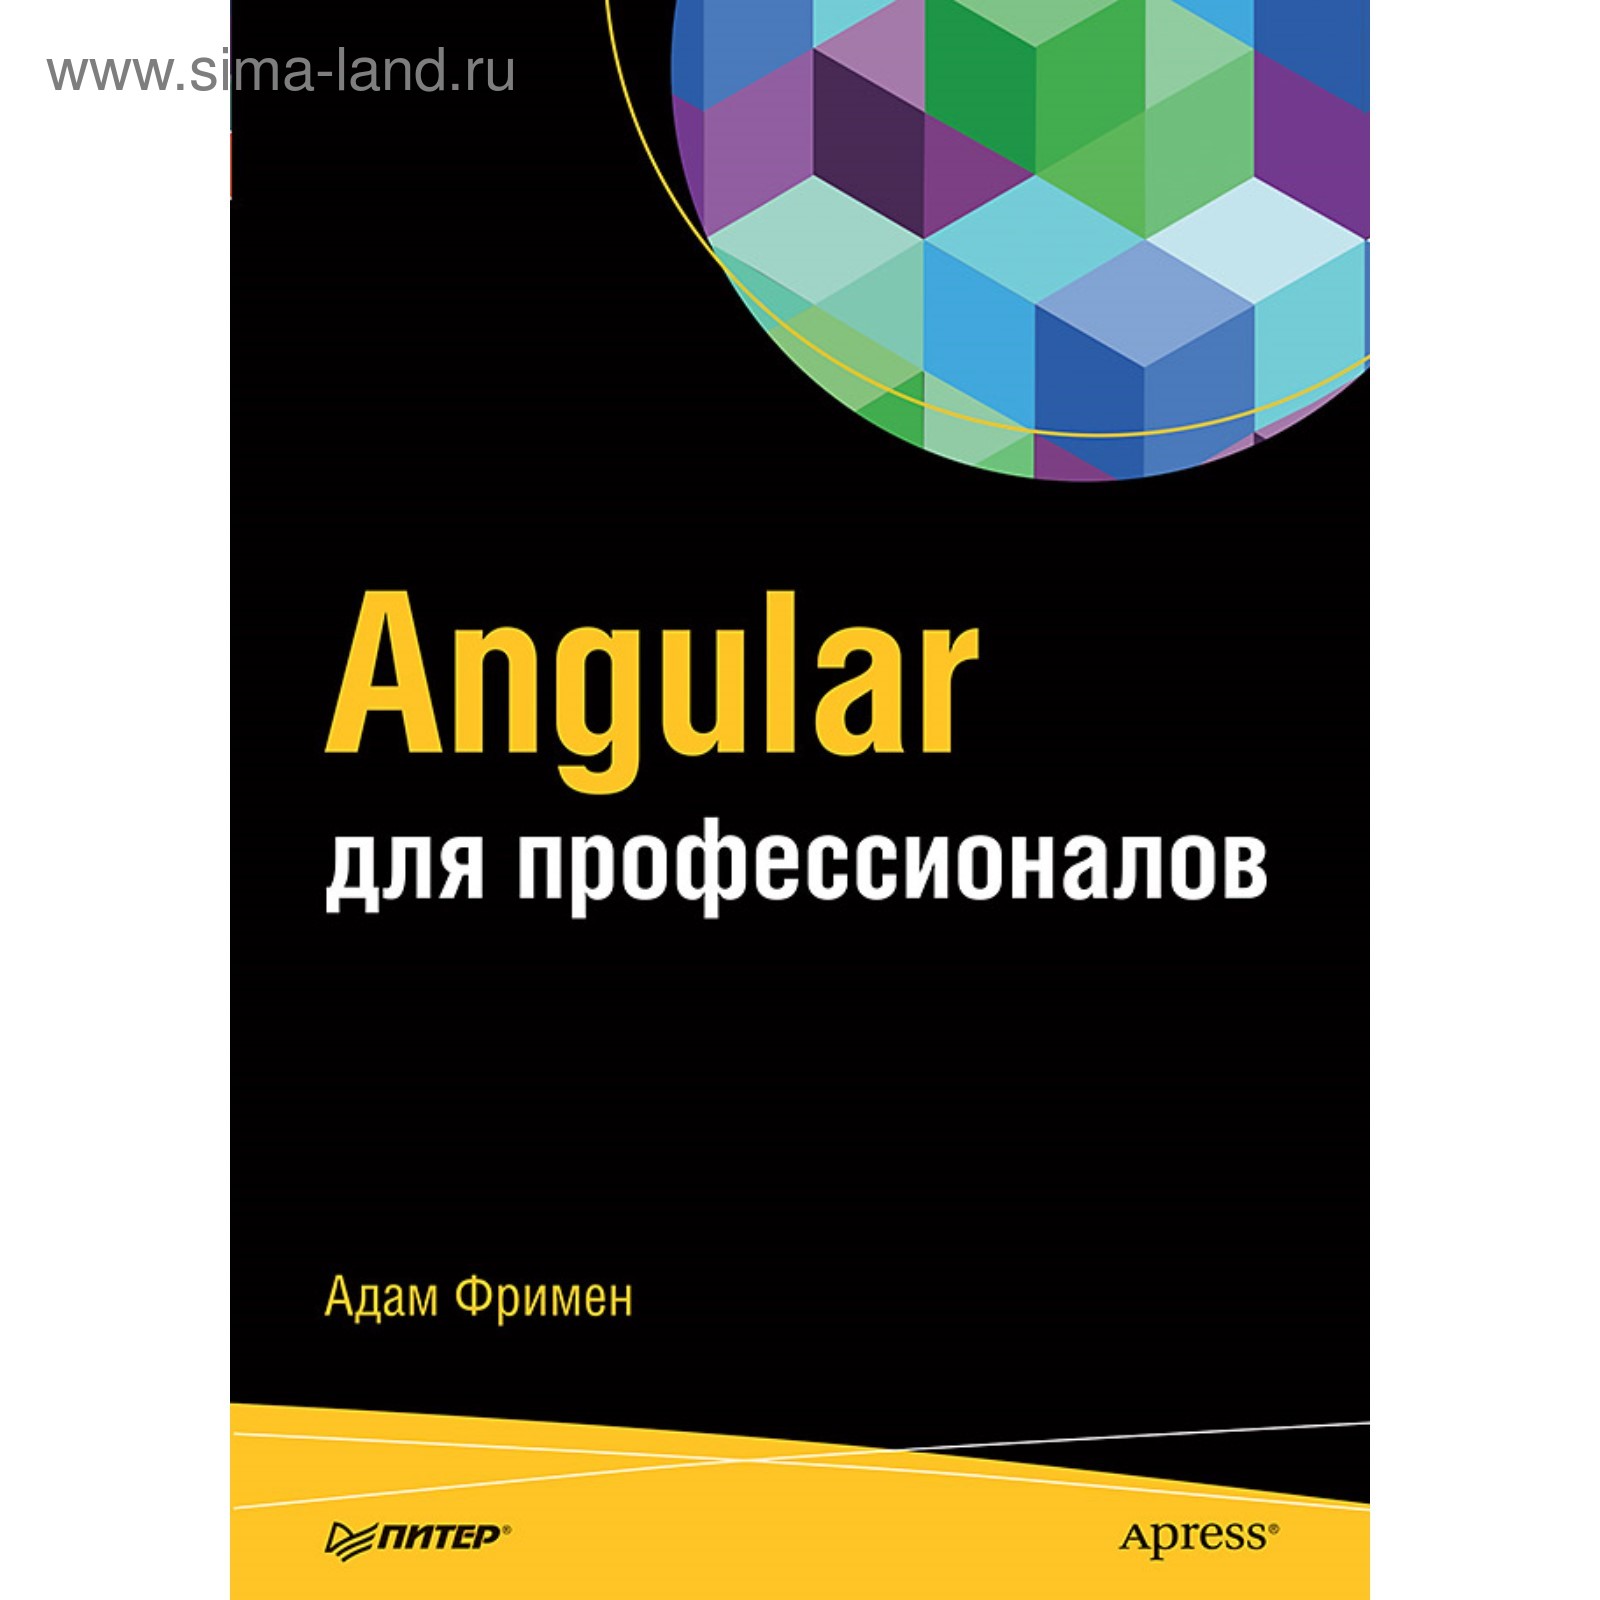 www.sima-land.ru
Angular
для профессионалов
Адам Фримен
ПИТЕР®
Apress®